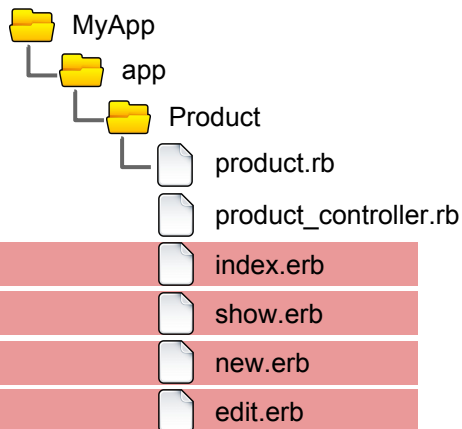 MyApp
app
Product
product.rb
product_controller.rb
index.erb
show.erb
new.erb
edit.erb